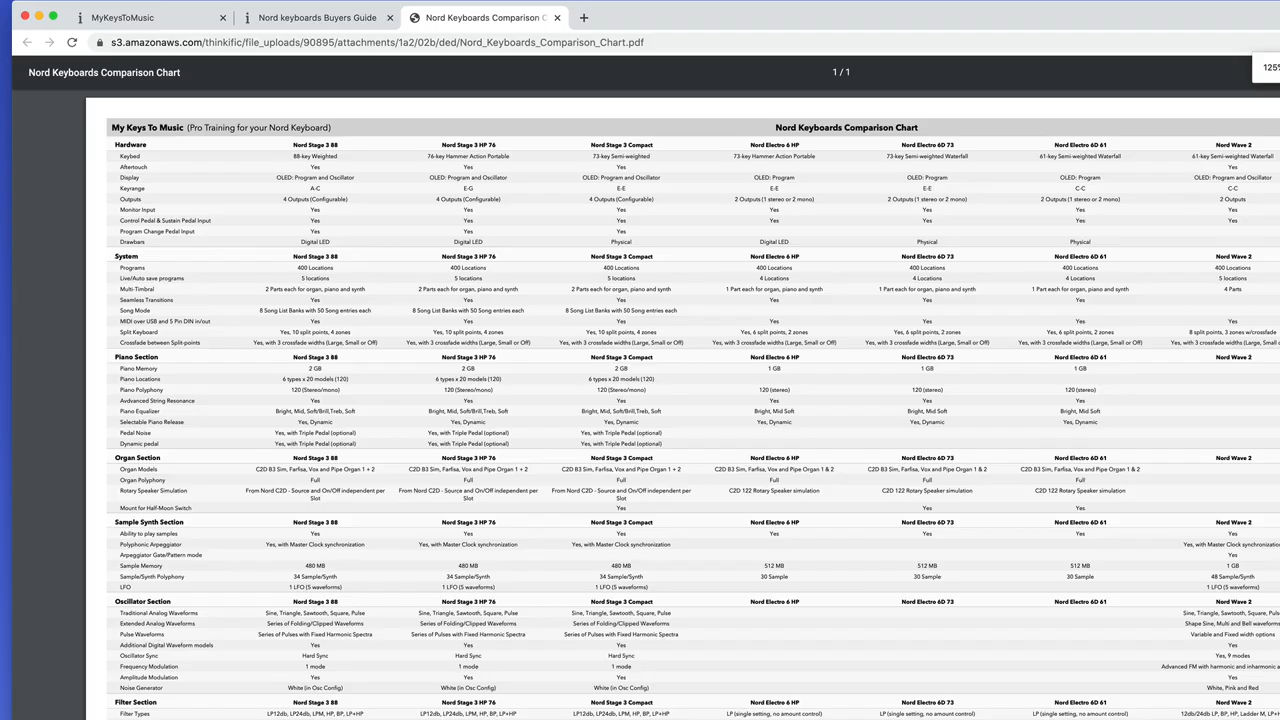 MyKeysToMusic
Nord keyboards Buyers Guide
Nord Keyboards Comparison C
s3.amazonaws.com/thinkific/file_uploads/90895/attachments/1a2/02b/ded/Nord_Keyboards_Comparison_Chart.pdf
Nord Keyboards Comparison Chart 1 / 1 125%
My Keys To Music (Pro Training for your Nord Keyboard) Nord Keyboards Comparison Chart
Hardware Nord Stage 3 88 Nord Stage 3 HP 76 Nord Stage 3 Compact Nord Electro 6 HP Nord Electro 6D 73 Nord Electro 6D 61 Nord Wave 2
Keybed 88-key Weighted 76-key Hammer Action Portable 73-key Semi-weighted 73-key Hammer Action Portable 73-key Semi-weighted Waterfall 61-key Semi-weighted Waterfall 61-key Semi-weighted Waterfall
Aftertouch Yes Yes Yes Yes
Display OLED: Program and Oscillator OLED: Program and Oscillator OLED: Program and Oscillator OLED: Program OLED: Program OLED: Program OLED: Program and Oscillator
Keyrange A-C E-G E-E E-E E-E C-C C-C
Outputs 4 Outputs (Configurable) 4 Outputs (Configurable) 4 Outputs (Configurable) 2 Outputs (1 stereo or 2 mono) 2 Outputs (1 stereo or 2 mono) 2 Outputs (1 stereo or 2 mono) 2 Outputs
Monitor Input Yes Yes Yes Yes Yes Yes Yes
Control Pedal & Sustain Pedal Input Yes Yes Yes Yes Yes Yes Yes
Program Change Pedal Input Yes Yes Yes
Drawbars Digital LED Digital LED Physical Digital LED Physical Physical
System Nord Stage 3 88 Nord Stage 3 HP 76 Nord Stage 3 Compact Nord Electro 6 HP Nord Electro 6D 73 Nord Electro 6D 61 Nord Wave 2
Programs 400 Locations 400 Locations 400 Locations 400 Locations 400 Locations 400 Locations 400 Locations
Live/Auto save programs 5 locations 5 locations 5 locations 4 Locations 4 Locations 4 Locations 5 locations
Multi-Timbral 2 Parts each for organ, piano and synth 2 Parts each for organ, piano and synth 2 Parts each for organ, piano and synth 1 Part each for organ, piano and synth 1 Part each for organ, piano and synth 1 Part each for organ, piano and synth 4 Parts
Seamless Transitions Yes Yes Yes Yes Yes Yes
Song Mode 8 Song List Banks with 50 Song entries each 8 Song List Banks with 50 Song entries each 8 Song List Banks with 50 Song entries each
MIDI over USB and 5 Pin DIN in/out Yes Yes Yes Yes Yes Yes Yes
Split Keyboard Yes, 10 split points, 4 zones Yes, 10 split points, 4 zones Yes, 10 split points, 4 zones Yes, 6 split points, 2 zones Yes, 6 split points, 2 zones Yes, 6 split points, 2 zones 8 split points, 3 zones w/crossfade
Crossfade between Split-points Yes, with 3 crossfade widths (Large, Small or Off) Yes, with 3 crossfade widths (Large, Small or Off) Yes, with 3 crossfade widths (Large, Small or Off) Yes, with 3 crossfade widths (Large, Small or Off) Yes, with 3 crossfade widths (Large, Small or Off) Yes, with 3 crossfade widths (Large, Small or Off) Yes, with 3 crossfade widths (Large, Small
Piano Section Nord Stage 3 88 Nord Stage 3 HP 76 Nord Stage 3 Compact Nord Electro 6 HP Nord Electro 6D 73 Nord Electro 6D 61 Nord Wave 2
Piano Memory 2 GB 2 GB 2 GB 1 GB 1 GB 1 GB
Piano Locations 6 types x 20 models (120) 6 types x 20 models (120) 6 types x 20 models (120)
Piano Polyphony 120 (Stereo/mono) 120 (Stereo/mono) 120 (Stereo/mono) 120 (stereo) 120 (stereo) 120 (stereo)
Avdvanced String Resonance Yes Yes Yes Yes Yes Yes
Piano Equalizer Bright, Mid, Soft/Brill,Treb, Soft Bright, Mid, Soft/Brill,Treb, Soft Bright, Mid, Soft/Brill,Treb, Soft Bright, Mid Soft Bright, Mid Soft Bright, Mid Soft
Selectable Piano Release Yes, Dynamic Yes, Dynamic Yes, Dynamic Yes, Dynamic Yes, Dynamic Yes, Dynamic
Pedal Noise Yes, with Triple Pedal (optional) Yes, with Triple Pedal (optional) Yes, with Triple Pedal (optional)
Dynamic pedal Yes, with Triple Pedal (optional) Yes, with Triple Pedal (optional) Yes, with Triple Pedal (optional)
Organ Section Nord Stage 3 88 Nord Stage 3 HP 76 Nord Stage 3 Compact Nord Electro 6 HP Nord Electro 6D 73 Nord Electro 6D 61 Nord Wave 2
Organ Models C2D B3 Sim, Farfisa, Vox and Pipe Organ 1 + 2 C2D B3 Sim, Farfisa, Vox and Pipe Organ 1 + 2 C2D B3 Sim, Farfisa, Vox and Pipe Organ 1 + 2 C2D B3 Sim, Farfisa, Vox and Pipe Organ 1 & 2 C2D B3 Sim, Farfisa, Vox and Pipe Organ 1 & 2 C2D B3 Sim, Farfisa, Vox and Pipe Organ 1 & 2
Organ Polyphony Full Full Full Full Full Full
Rotary Speaker Simulation From Nord C2D - Source and On/Off independent per Slot From Nord C2D - Source and On/Off independent per Slot From Nord C2D - Source and On/Off independent per Slot C2D 122 Rotary Speaker simulation C2D 122 Rotary Speaker simulation C2D 122 Rotary Speaker simulation
Mount for Half-Moon Switch Yes Yes Yes
Sample Synth Section Nord Stage 3 88 Nord Stage 3 HP 76 Nord Stage 3 Compact Nord Electro 6 HP Nord Electro 6D 73 Nord Electro 6D 61 Nord Wave 2
Ability to play samples Yes Yes Yes Yes Yes Yes Yes
Polyphonic Arpeggiator Yes, with Master Clock synchronization Yes, with Master Clock synchronization Yes, with Master Clock synchronization Yes, with Master Clock synchronizatio
Arpeggiator Gate/Pattern mode Yes
Sample Memory 480 MB 480 MB 480 MB 512 MB 512 MB 512 MB 1 GB
Sample/Synth Polyphony 34 Sample/Synth 34 Sample/Synth 34 Sample/Synth 30 Sample 30 Sample 30 Sample 48 Sample/Synth
LFO 1 LFO (5 waveforms) 1 LFO (5 waveforms) 1 LFO (5 waveforms) 1 LFO (5 waveforms)
Oscillator Section Nord Stage 3 88 Nord Stage 3 HP 76 Nord Stage 3 Compact Nord Electro 6 HP Nord Electro 6D 73 Nord Electro 6D 61 Nord Wave 2
Traditional Analog Waveforms Sine, Triangle, Sawtooth, Square, Pulse Sine, Triangle, Sawtooth, Square, Pulse Sine, Triangle, Sawtooth, Square, Pulse Sine, Triangle, Sawtooth, Square, Puls
Extended Analog Waveforms Series of Folding/Clipped Waveforms Series of Folding/Clipped Waveforms Series of Folding/Clipped Waveforms Shape Sine, Multi and Bell waveforms
Pulse Waveforms Series of Pulses with Fixed Harmonic Spectra Series of Pulses with Fixed Harmonic Spectra Series of Pulses with Fixed Harmonic Spectra Variable and Fixed width options
Additional Digital Waveform models Yes Yes Yes Yes
Oscillator Sync Hard Sync Hard Sync Hard Sync Yes, 9 modes
Frequency Modulation 1 mode 1 mode 1 mode Advanced FM with harmonic and inharmonic a
Amplitude Modulation Yes Yes Yes Yes
Noise Generator White (in Osc Config) White (in Osc Config) White (in Osc Config) White, Pink and Red
Filter Section Nord Stage 3 88 Nord Stage 3 HP 76 Nord Stage 3 Compact Nord Electro 6 HP Nord Electro 6D 73 Nord Electro 6D 61 Nord Wave 2
Filter Types LP12db, LP24db, LPM, HP, BP, LP+HP LP12db, LP24db, LPM, HP, BP, LP+HP LP12db, LP24db, LPM, HP, BP, LP+HP LP (single setting, no amount control) LP (single setting, no amount control) LP (single setting, no amount control) 12db/24db LP, BP, HP, Ladder M, LP+